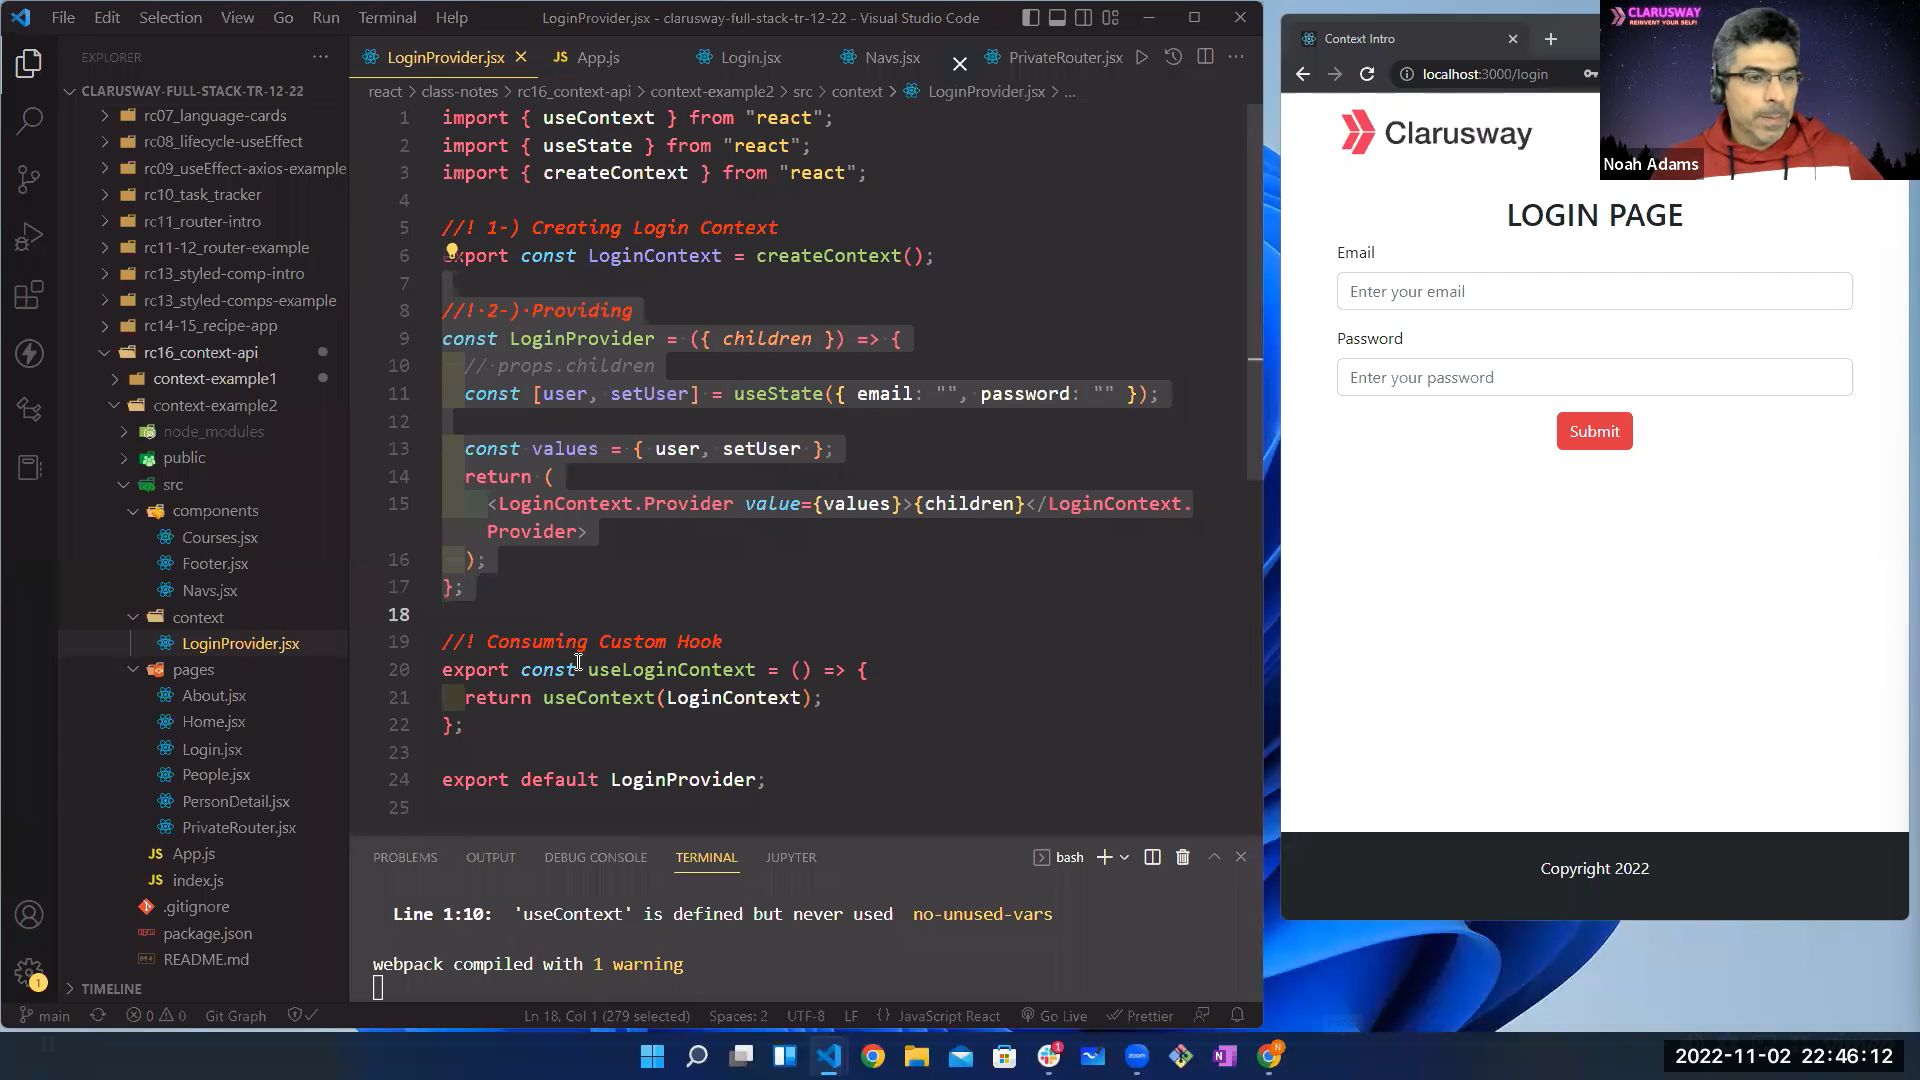 File Edit Selection View Go Run Terminal Help
LoginProvider.jsx - clarusway-full-stack-tr-12-22 - Visual Studio Code
EXPLORER
CLARUSWAY-FULL-STACK-TR-12-22
rc07_language-cards
rc08_lifecycle-useEffect
rc09_useEffect-axios-example
rc10_task_tracker
rc11_router-intro
rc11-12_router-example
rc13_styled-comp-intro
rc13_styled-comps-example
rc14-15_recipe-app
rc16_context-api
context-example1
context-example2
node_modules
public
src
components
Courses.jsx
Footer.jsx
Navs.jsx
context
LoginProvider.jsx
pages
About.jsx
Home.jsx
Login.jsx
People.jsx
PersonDetail.jsx
PrivateRouter.jsx
JS App.js
JS index.js
.gitignore
package.json
README.md
TIMELINE
1
LoginProvider.jsx JS App.js Login.jsx Navs.jsx PrivateRouter.jsx
react > class-notes > rc16_context-api > context-example2 > src > context > LoginProvider.jsx > ...
1 import { useContext } from "react";
2 import { useState } from "react";
3 import { createContext } from "react";
4
5 //! 1-) Creating Login Context
6 export const LoginContext = createContext();
7
8 //! 2-) Providing
9 const LoginProvider = ({ children }) => {
10 // props.children
11 const [user, setUser] = useState({ email: "", password: "" });
12
13 const values = { user, setUser };
14 return (
15 <LoginContext.Provider value={values}>{children}</LoginContext.
Provider>
16 );
17 };
18
19 //! Consuming Custom Hook
20 export const useLoginContext = () => {
21 return useContext(LoginContext);
22 };
23
24 export default LoginProvider;
25
PROBLEMS OUTPUT DEBUG CONSOLE TERMINAL JUPYTER
bash
Line 1:10: 'useContext' is defined but never used no-unused-vars
webpack compiled with 1 warning
main 0 0 Git Graph Ln 18, Col 1 (279 selected) Spaces: 2 UTF-8 LF {} JavaScript React Go Live Prettier
Context Intro
localhost:3000/login
Clarusway
LOGIN PAGE
Email
Enter your email
Password
Enter your password
Submit
Copyright 2022
CLARUSWAY
REINVENT YOUR SELF!
Noah Adams
1
N
2022-11-02 22:46:12